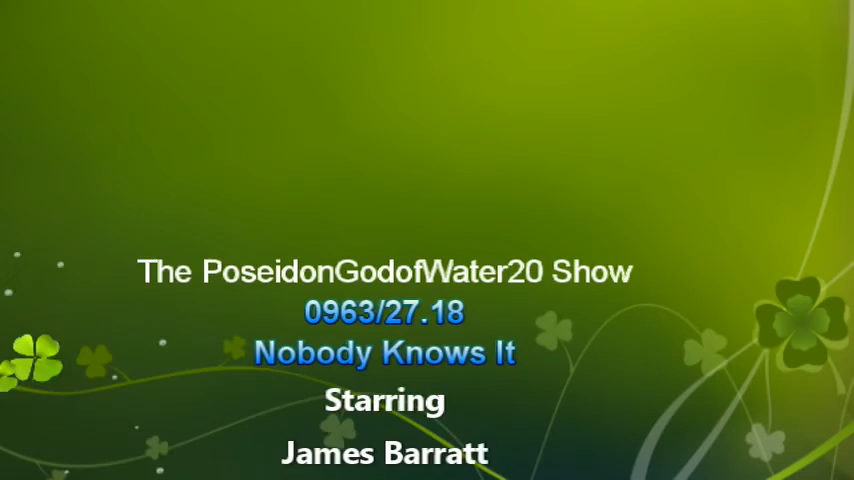 The PoseidonGodofWater20 Show
0963/27.18
Nobody Knows It
Starring
James Barratt